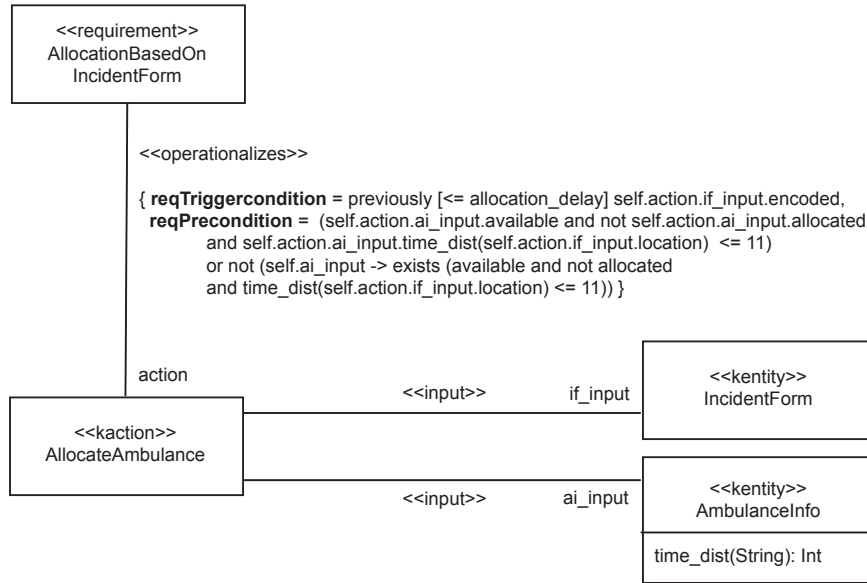 <<requirement>>
AllocationBasedOn
IncidentForm
<<operationalizes>>
{ reqTriggercondition = previously [<= allocation_delay] self.action.if_input.encoded,
reqPrecondition = (self.action.ai_input.available and not self.action.ai_input.allocated
and self.action.ai_input.time_dist(self.action.if_input.location) <= 11)
or not (self.ai_input -> exists (available and not allocated
and time_dist(self.action.if_input.location) <= 11)) }
action
<<input>>
if_input
<<kentity>>
IncidentForm
<<kaction>>
AllocateAmbulance
<<input>>
ai_input
<<kentity>>
AmbulanceInfo
time_dist(String): Int